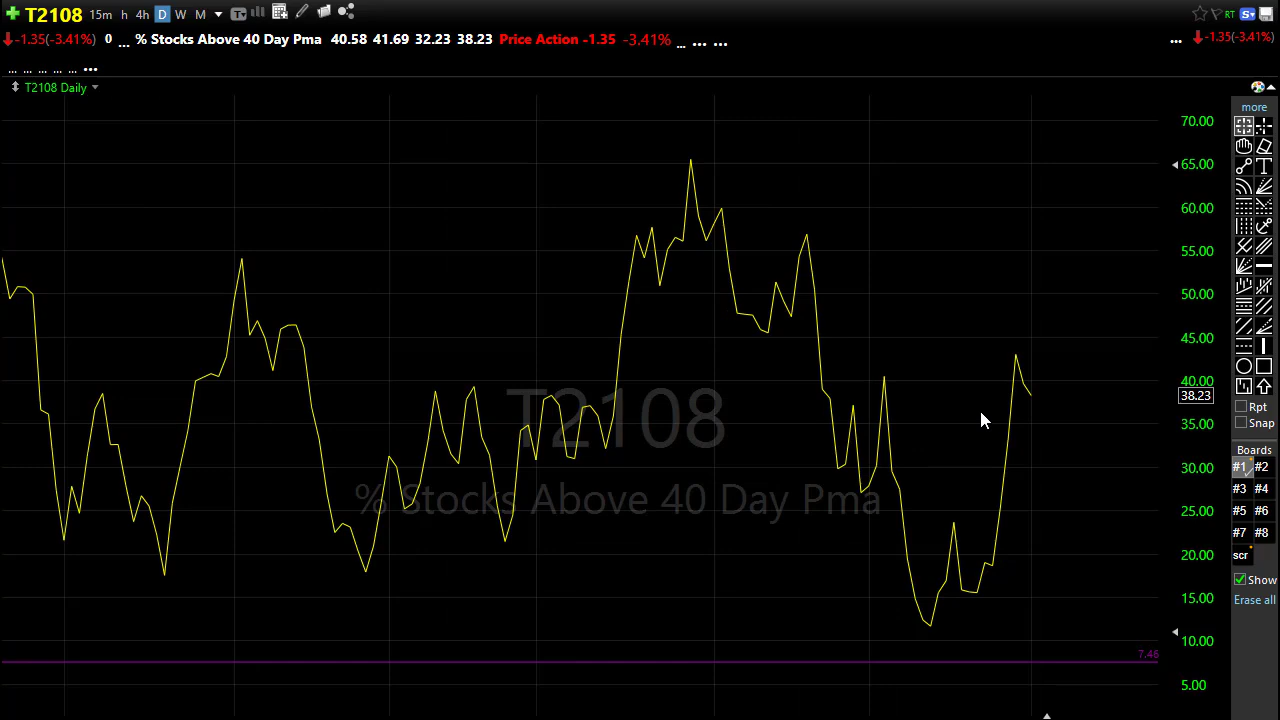 T2108 15m h 4h D W M T
RT S
-1.35(-3.41%) 0 ... % Stocks Above 40 Day Pma 40.58 41.69 32.23 38.23 Price Action -1.35 -3.41% ... ... ...
... -1.35(-3.41%)
... ... ... ... ... ...
T2108 Daily
more
70.00
65.00
60.00
55.00
50.00
45.00
40.00
38.23
35.00
30.00
25.00
20.00
15.00
10.00
7.46
5.00
T2108
% Stocks Above 40 Day Pma
T
Rpt
Snap
Boards
#1 #2
#3 #4
#5 #6
#7 #8
scr
Show
Erase all